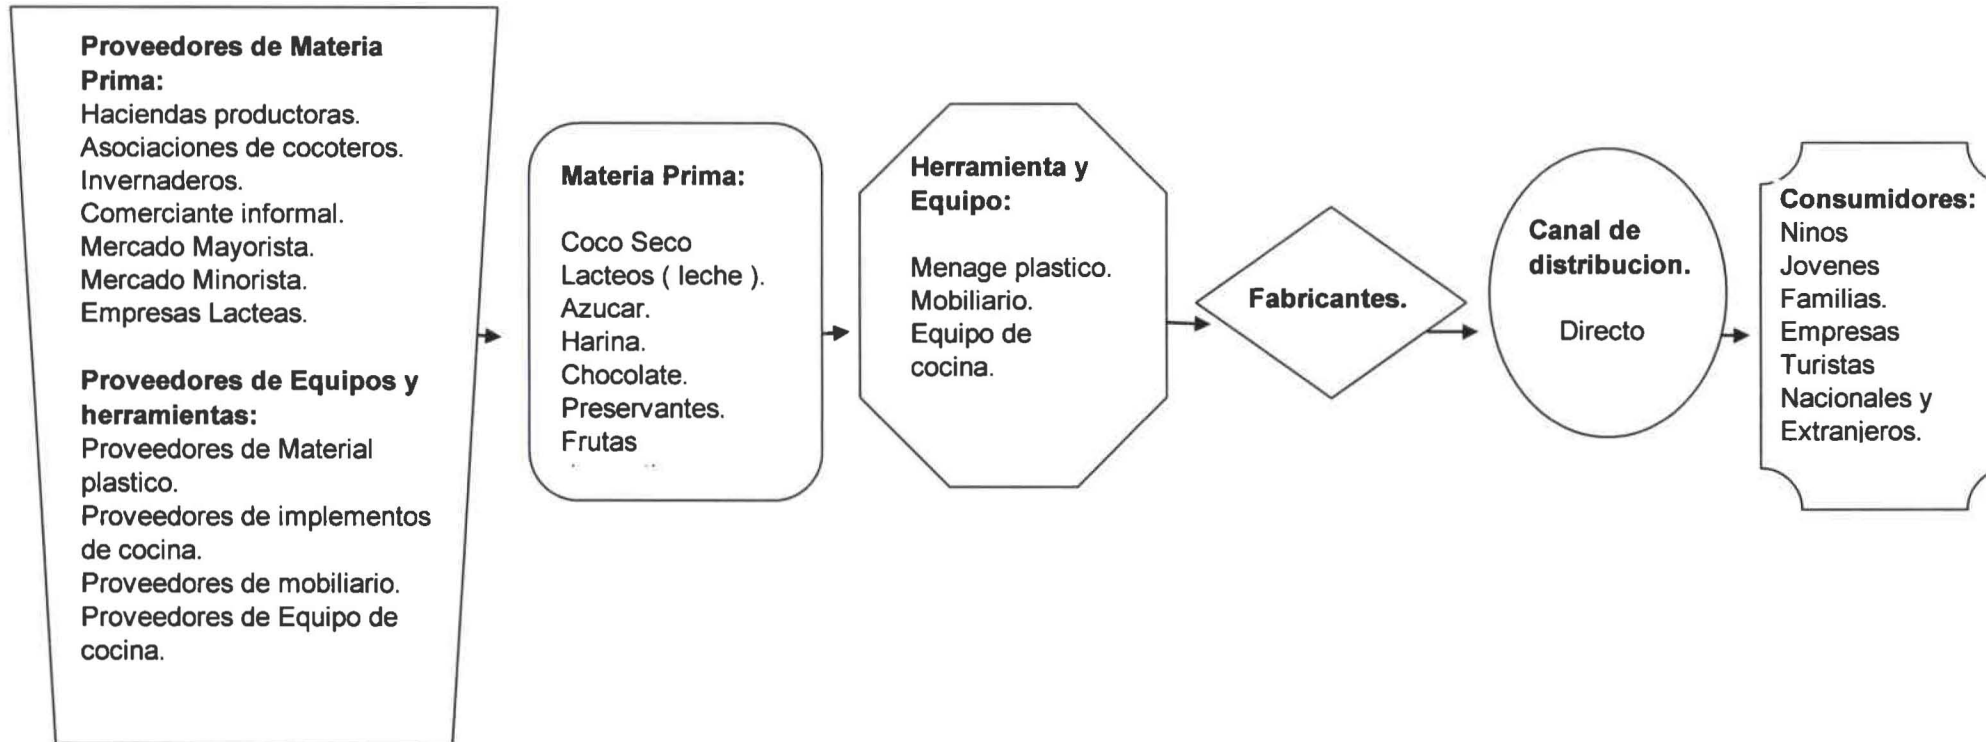 Proveedores de Materia
Prima:
Haciendas productoras.
Asociaciones de cocoteros.
Invernaderos.
Comerciante informal.
Mercado Mayorista.
Mercado Minorista.
Empresas Lacteas.
Proveedores de Equipos y
herramientas:
Proveedores de Material
plastico.
Proveedores de implementos
de cocina.
Proveedores de mobiliario.
Proveedores de Equipo de
cocina.
Materia Prima:
Coco Seco
Lacteos ( leche ).
Azucar.
Harina.
Chocolate.
Preservantes.
Frutas
Herramienta y
Equipo:
Menage plastico.
Mobiliario.
Equipo de
cocina.
Fabricantes.
Canal de
distribucion.
Directo
Consumidores:
Ninos
Jovenes
Familias.
Empresas
Turistas
Nacionales y
Extranjeros.